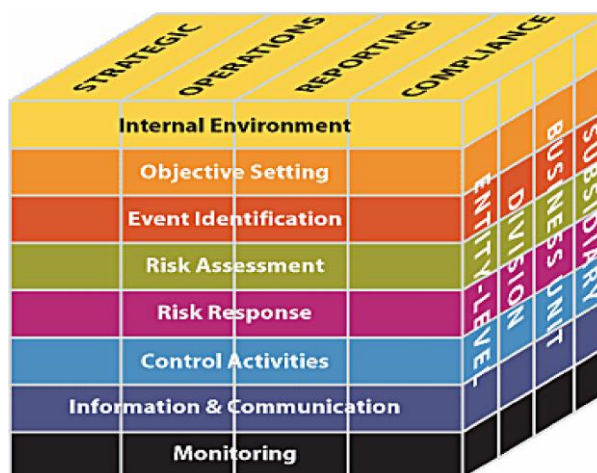 STRATEGIC
OPERATIONS
REPORTING
COMPLIANCE
Internal Environment
Objective Setting
Event Identification
Risk Assessment
Risk Response
Control Activities
Information & Communication
Monitoring
ENTITY-LEVEL
DIVISION
BUSINESS UNIT
SUBSIDIARY